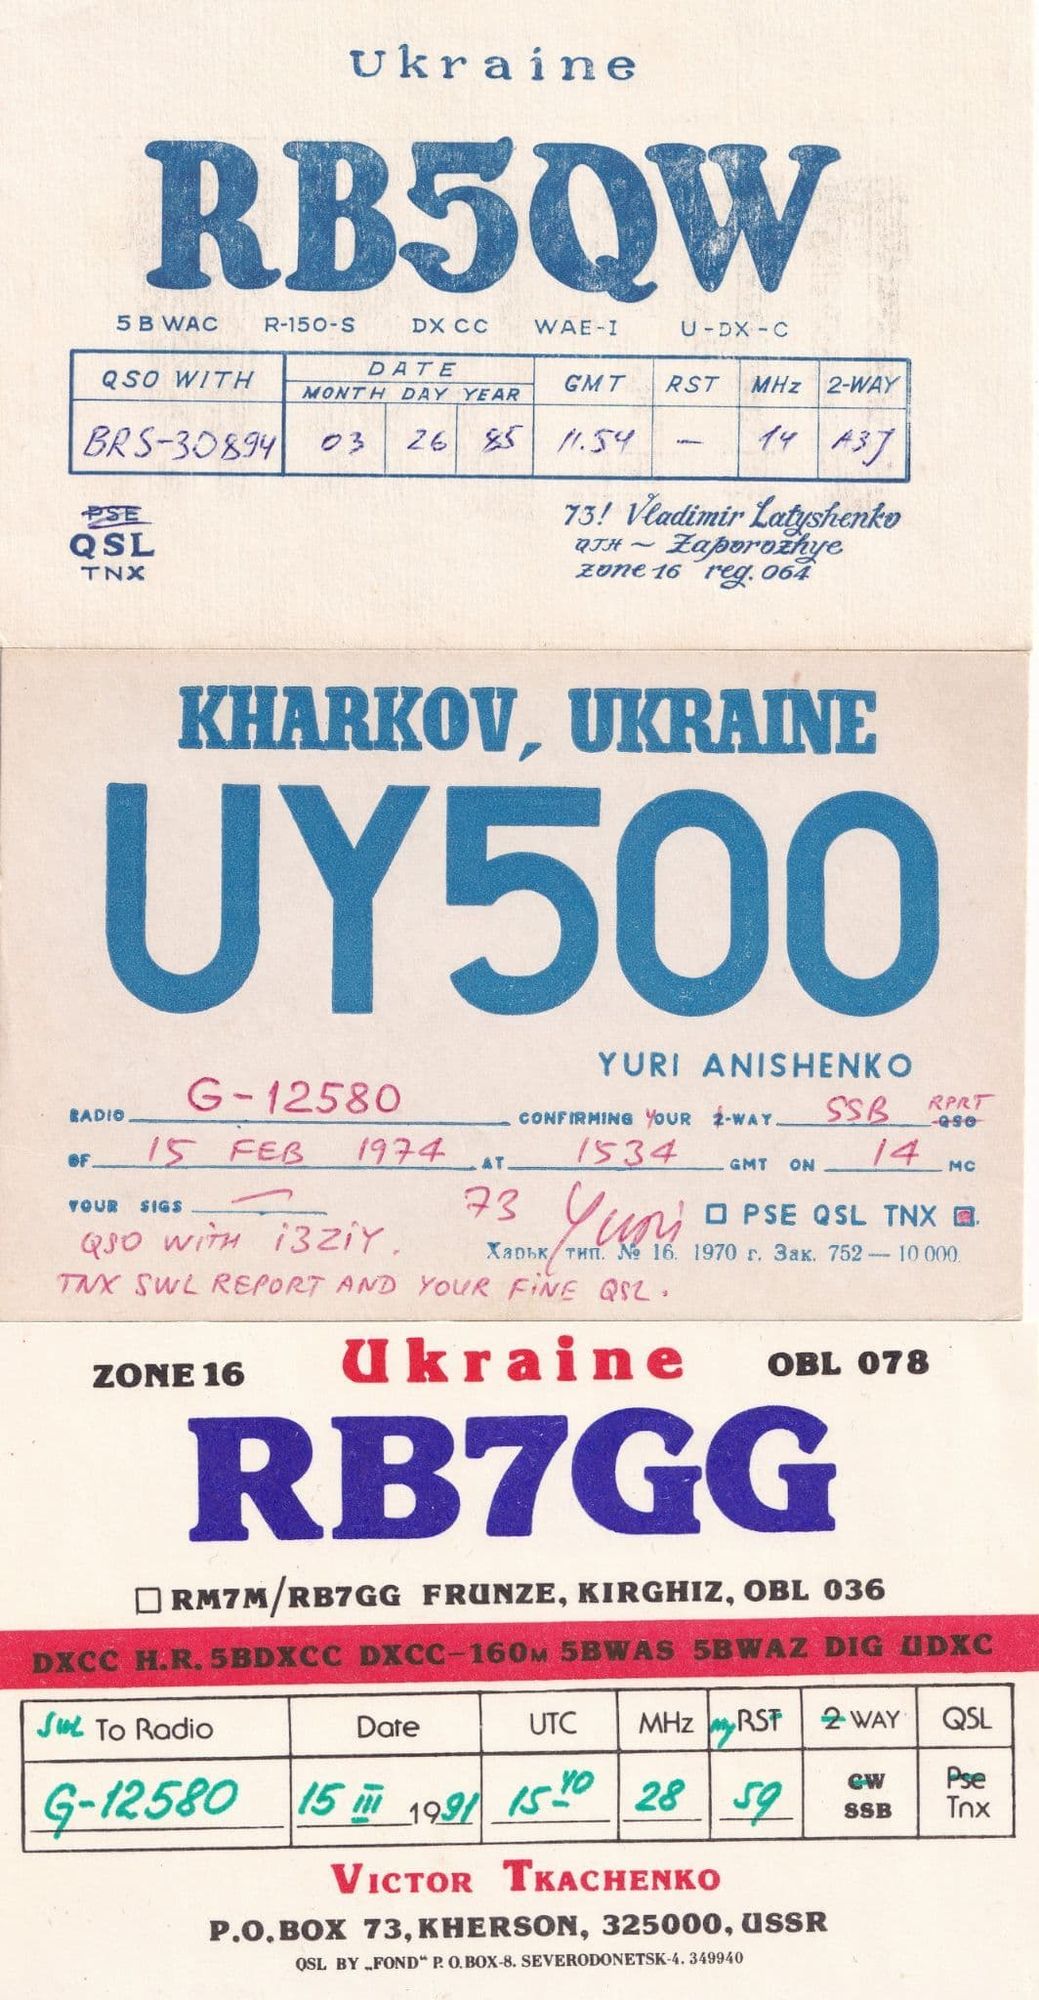 Ukraine
RB5QW
5 B WAC R-150-S DX CC WAE-I U-DX-C
QSO WITH DATE GMT RST MHz 2-WAY
MONTH DAY YEAR
BRS-30894 03 26 85 11.54 — 14 A3J
PSE
QSL
TNX
73! Vladimir Latyshenko
QTH ~ Zaporozhye
zone 16 reg. 064
KHARKOV, UKRAINE
UY5OO
YURI ANISHENKO
RADIO G-12580 CONFIRMING YOUR 2-WAY SSB RPRT QSO
OF 15 FEB 1974 AT 1534 GMT ON 14 MC
YOUR SIGS — 73 Yuri PSE QSL TNX
QSO WITH i3ZiY.
Харьк. тип. № 16. 1970 г. Зак. 752 — 10 000.
TNX SWL REPORT AND YOUR FINE QSL.
ZONE 16 Ukraine OBL 078
RB7GG
RM7M/RB7GG FRUNZE, KIRGHIZ, OBL 036
DXCC H.R. 5BDXCC DXCC-160M 5BWAS 5BWAZ DIG UDXC
SWL To Radio Date UTC MHz my RST 2 WAY QSL
G-12580 15 III 1991 15-40 28 59 CW SSB Pse Tnx
VICTOR TKACHENKO
P.O.BOX 73, KHERSON, 325000, USSR
QSL BY „FOND“ P. O. BOX-8. SEVERODONETSK-4. 349940